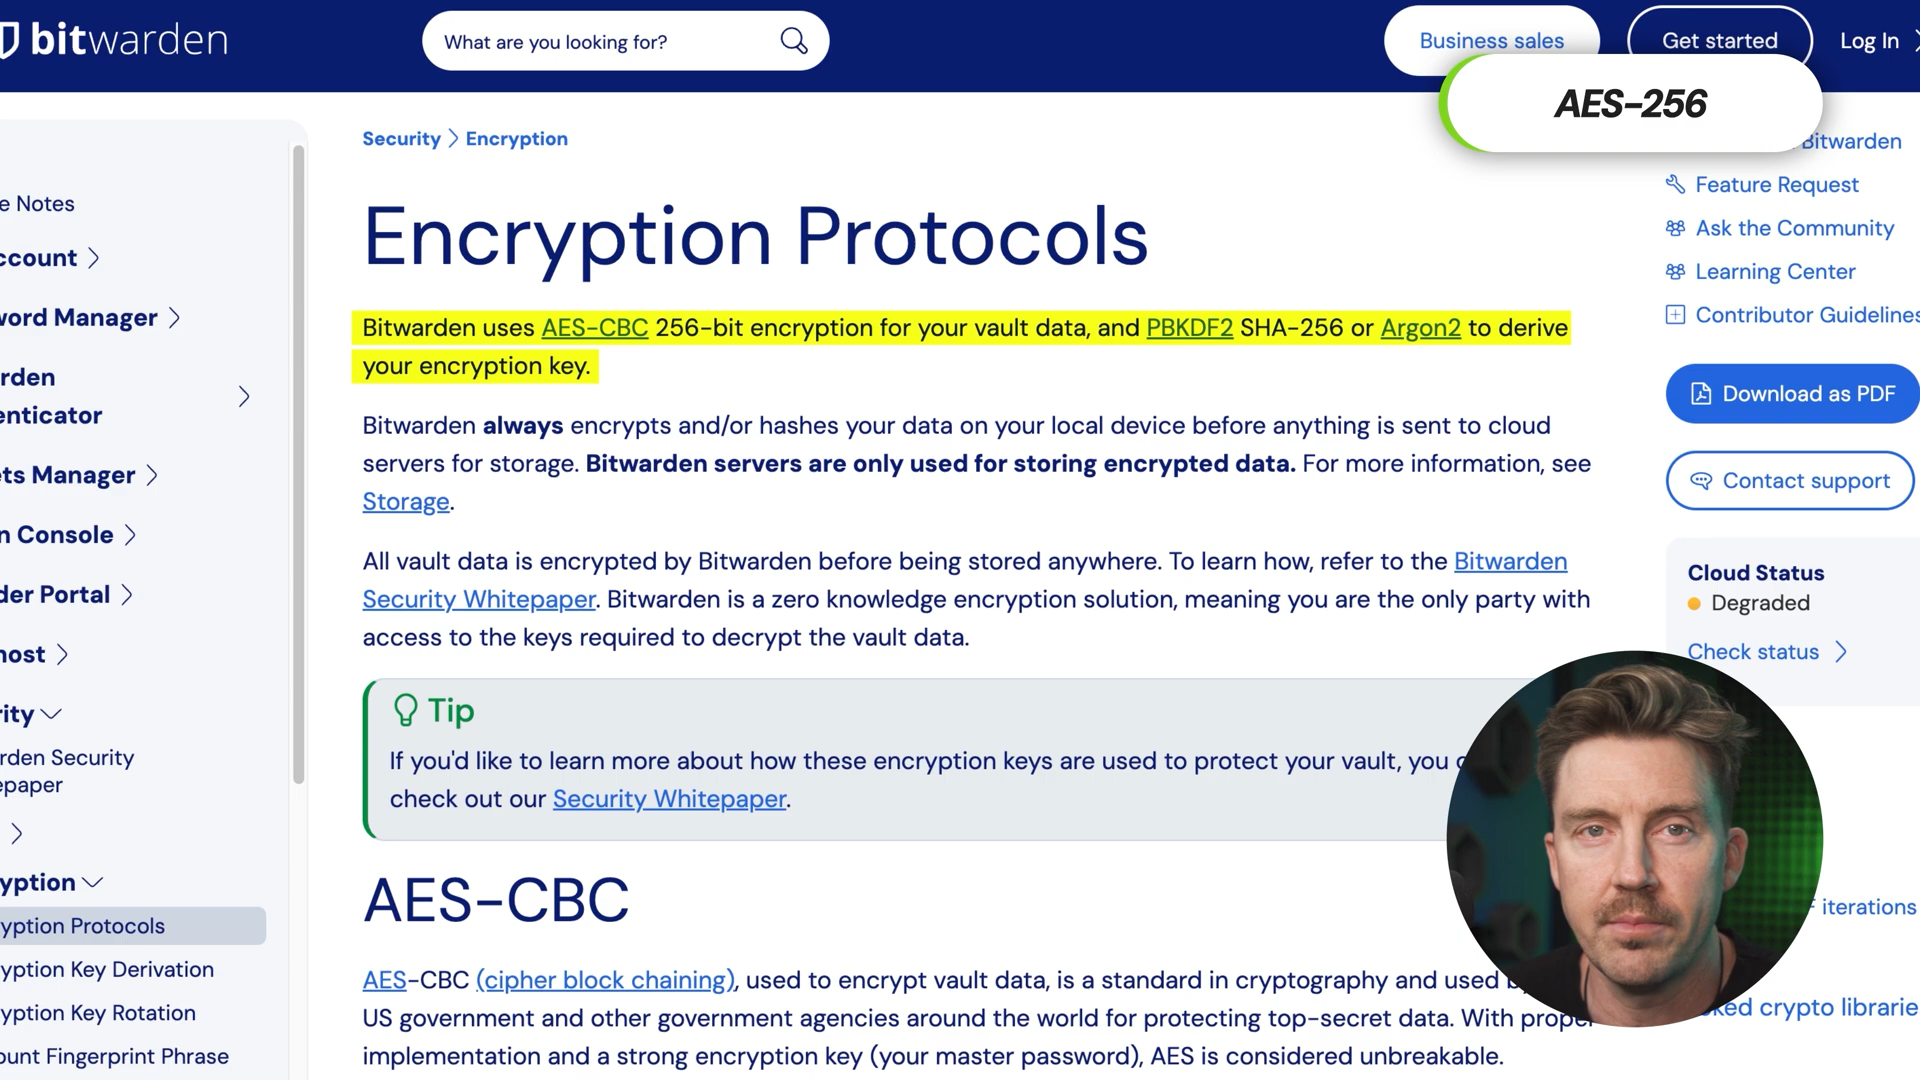 bitwarden
What are you looking for?
Business sales
Get started
Log In
AES-256
Security > Encryption
Encryption Protocols
Bitwarden uses AES-CBC 256-bit encryption for your vault data, and PBKDF2 SHA-256 or Argon2 to derive
your encryption key.
Bitwarden always encrypts and/or hashes your data on your local device before anything is sent to cloud
servers for storage. Bitwarden servers are only used for storing encrypted data. For more information, see
Storage.
All vault data is encrypted by Bitwarden before being stored anywhere. To learn how, refer to the Bitwarden
Security Whitepaper. Bitwarden is a zero knowledge encryption solution, meaning you are the only party with
access to the keys required to decrypt the vault data.
Tip
If you'd like to learn more about how these encryption keys are used to protect your vault, you
check out our Security Whitepaper.
AES-CBC
AES-CBC (cipher block chaining), used to encrypt vault data, is a standard in cryptography and used
US government and other government agencies around the world for protecting top-secret data. With proper
implementation and a strong encryption key (your master password), AES is considered unbreakable.
e Notes
ccount
word Manager
rden
enticator
ets Manager
n Console
der Portal
host
rity
rden Security
epaper
yption
yption Protocols
yption Key Derivation
yption Key Rotation
ount Fingerprint Phrase
Bitwarden
Feature Request
Ask the Community
Learning Center
Contributor Guidelines
Download as PDF
Contact support
Cloud Status
Degraded
Check status
iterations
ked crypto librarie